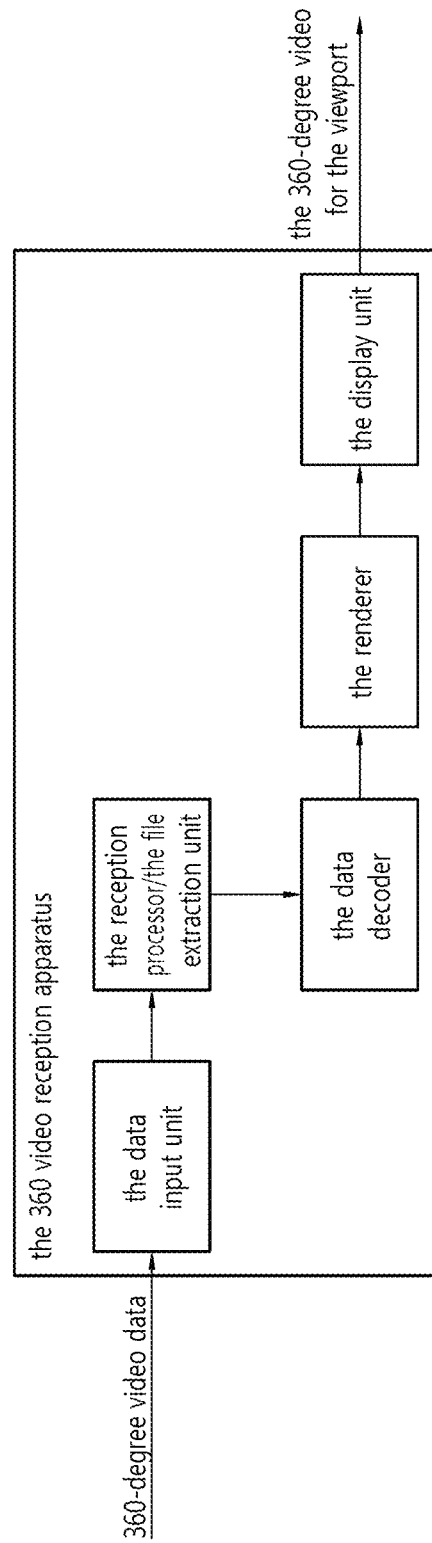 the 360 video reception apparatus
360-degree video data
the data
input unit
the reception
processor/the file
extraction unit
the data
decoder
the renderer
the display unit
the 360-degree video
for the viewport